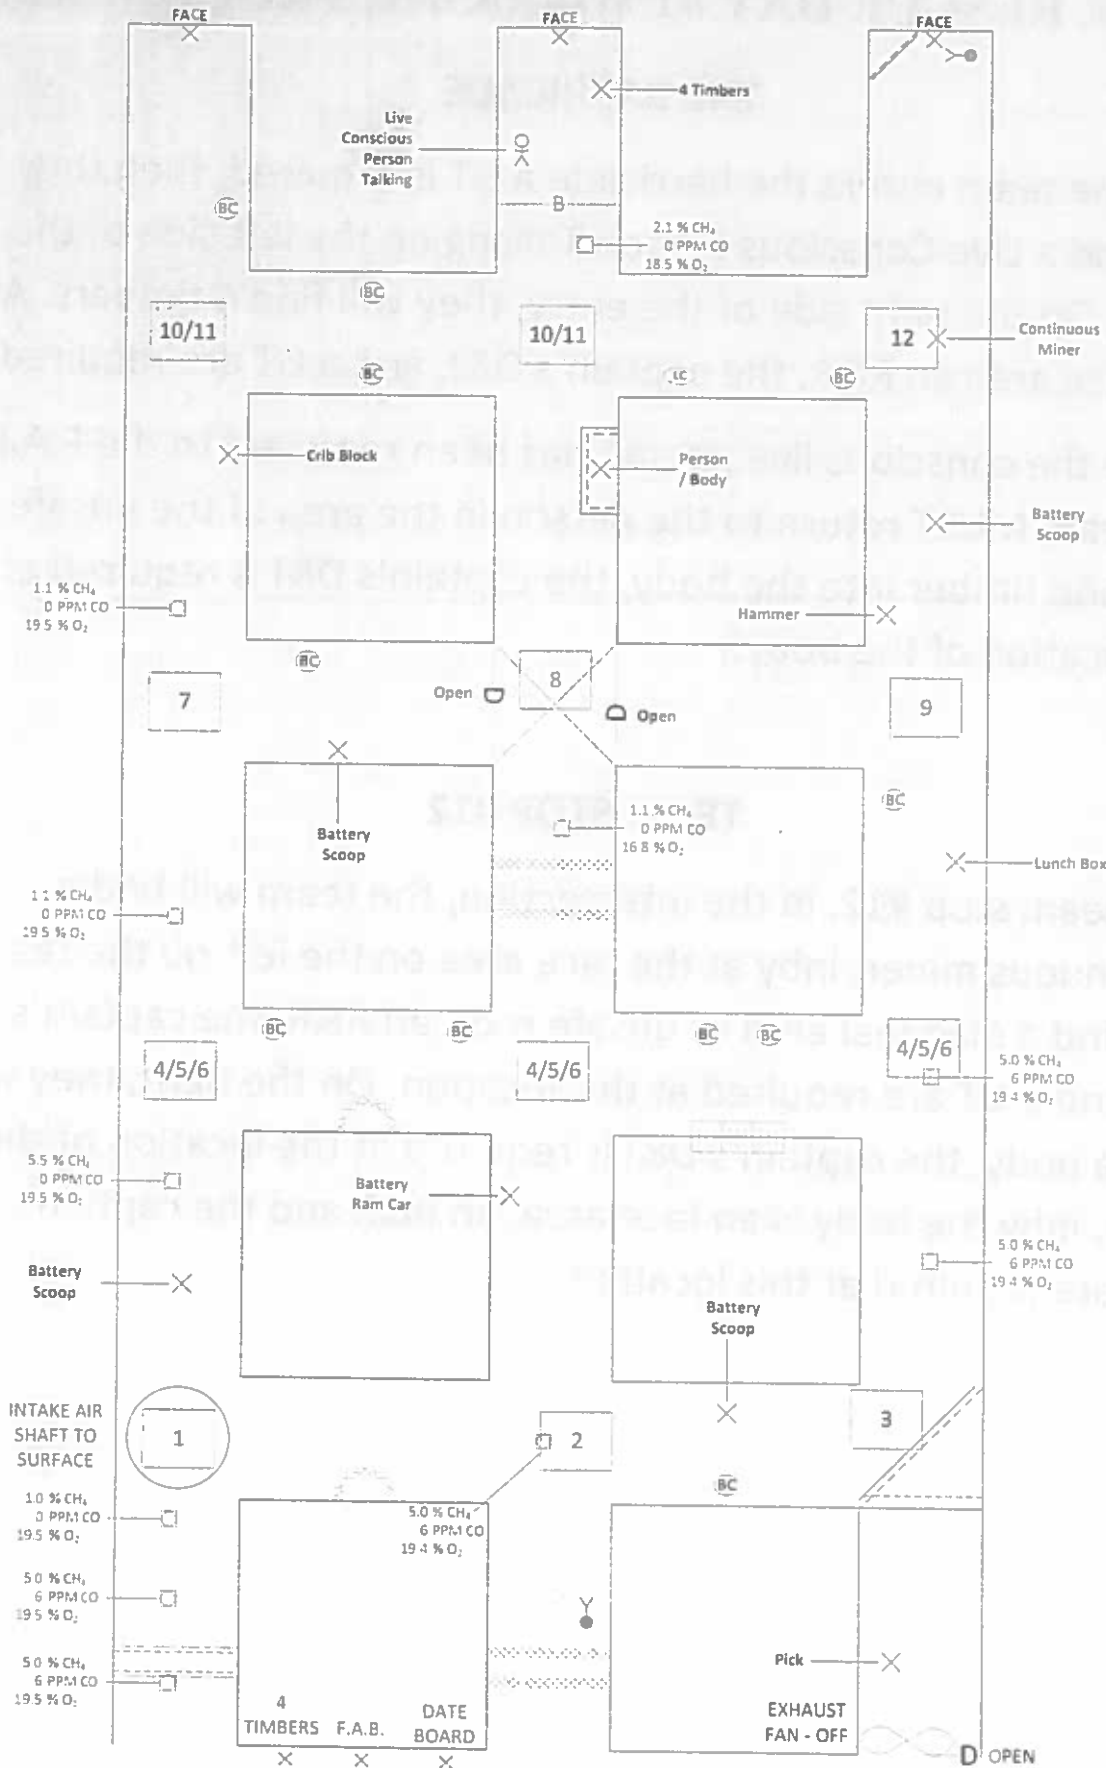 FACE
FACE
FACE
4 Timbers
Live
Conscious
Person
Talking
BC
B
2.1 % CH₄
0 PPM CO
18.5 % O₂
BC
10/11
10/11
12
Continuous
Miner
BC
LC
BC
Crib Block
Person
/ Body
Battery
Scoop
1.1 % CH₄
0 PPM CO
19.5 % O₂
Hammer
BC
8
Open
D
D
Open
7
9
Battery
Scoop
BC
1.1 % CH₄
0 PPM CO
16.8 % O₂
Lunch Box
1.1 % CH₄
0 PPM CO
19.5 % O₂
BC
BC
BC
BC
4/5/6
4/5/6
4/5/6
5.0 % CH₄
6 PPM CO
19.4 % O₂
5.5 % CH₄
0 PPM CO
19.5 % O₂
Battery
Ram Car
5.0 % CH₄
6 PPM CO
19.4 % O₂
Battery
Scoop
Battery
Scoop
INTAKE AIR
SHAFT TO
SURFACE
1
2
3
BC
1.0 % CH₄
0 PPM CO
19.5 % O₂
5.0 % CH₄
6 PPM CO
19.4 % O₂
5.0 % CH₄
6 PPM CO
19.5 % O₂
Pick
5.0 % CH₄
6 PPM CO
19.5 % O₂
4
TIMBERS
F.A.B.
DATE
BOARD
EXHAUST
FAN - OFF
D OPEN